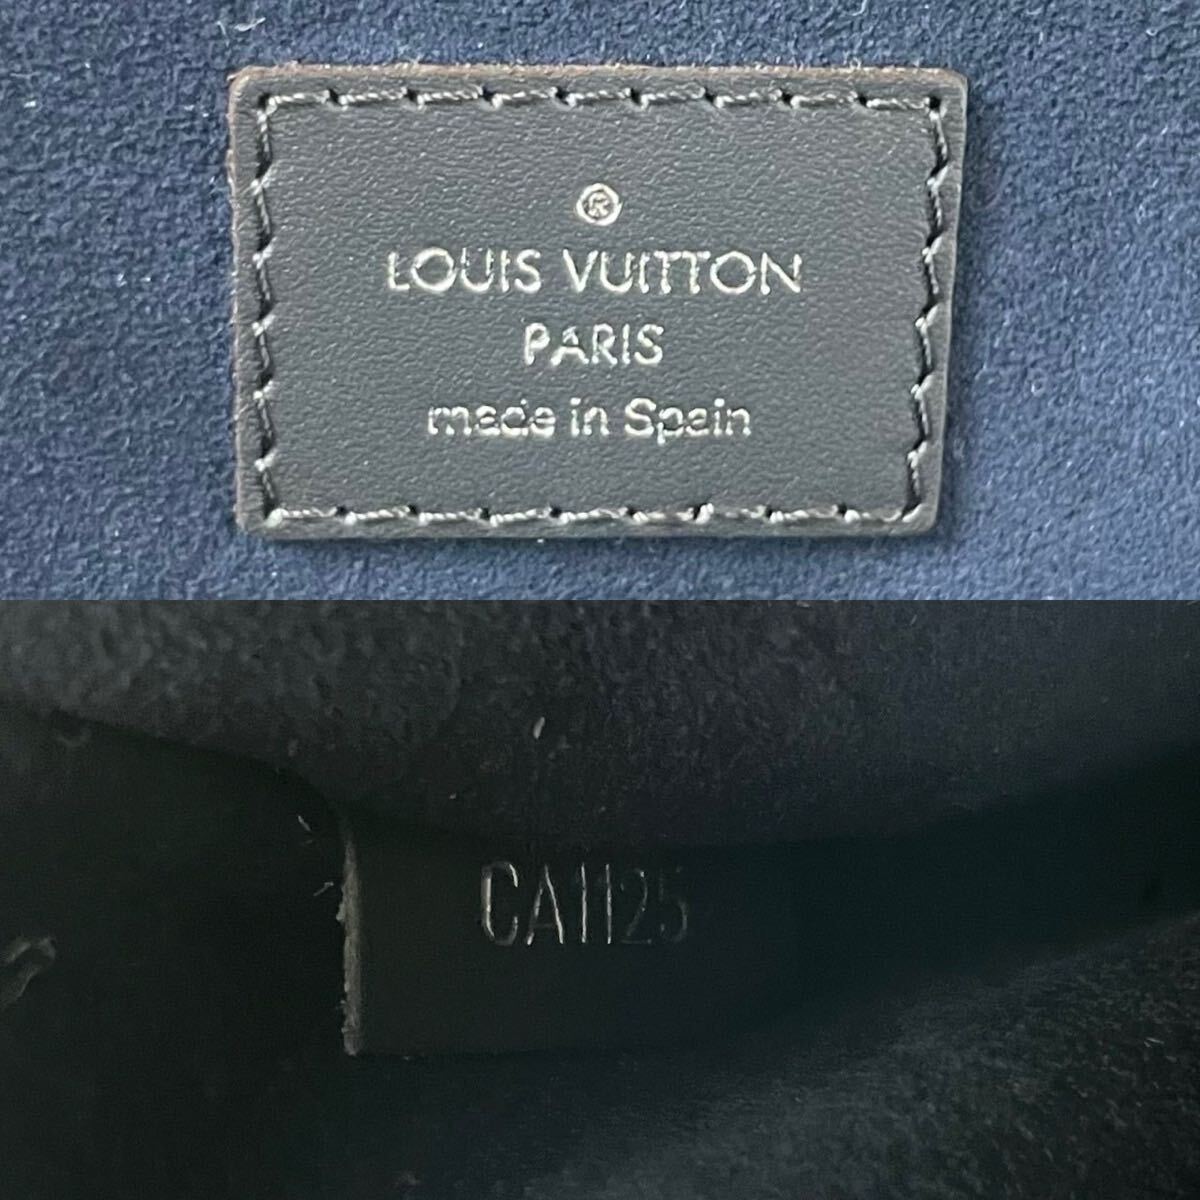 ®
LOUIS VUITTON
PARIS
made in Spain
CA1125